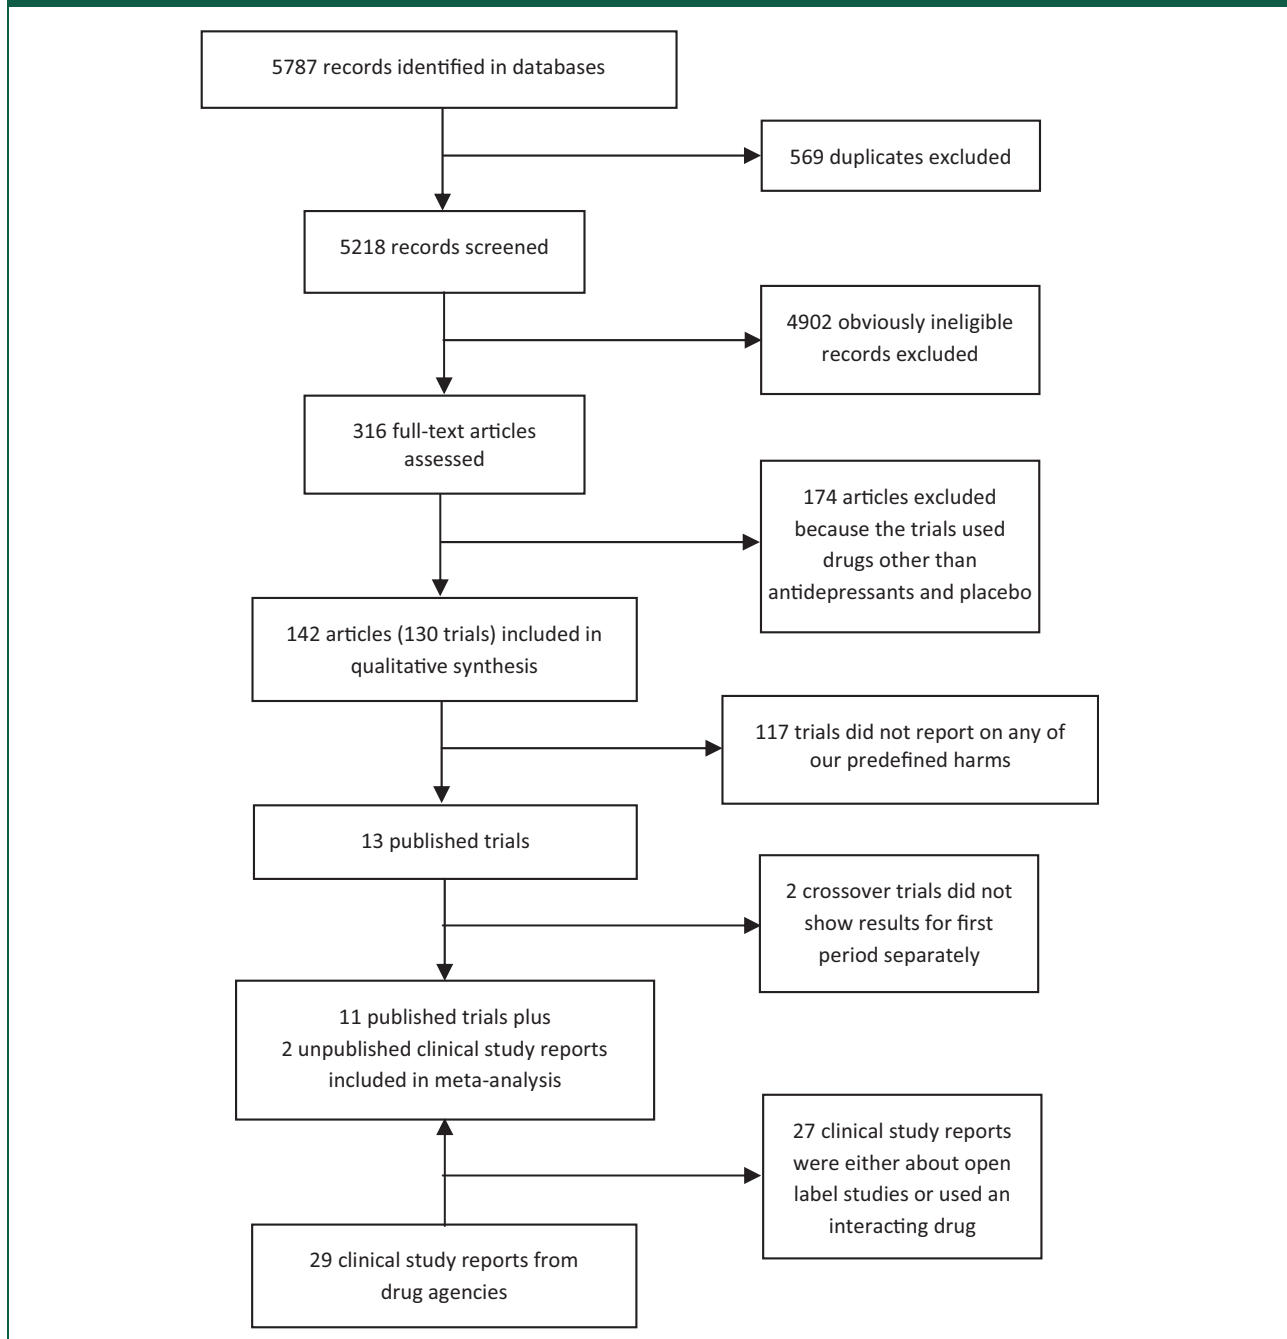 5787 records identified in databases
569 duplicates excluded
5218 records screened
4902 obviously ineligible
records excluded
316 full-text articles
assessed
174 articles excluded
because the trials used
drugs other than
antidepressants and placebo
142 articles (130 trials) included in
qualitative synthesis
117 trials did not report on any of
our predefined harms
13 published trials
2 crossover trials did not
show results for first
period separately
11 published trials plus
2 unpublished clinical study reports
included in meta-analysis
27 clinical study reports
were either about open
label studies or used an
interacting drug
29 clinical study reports from
drug agencies